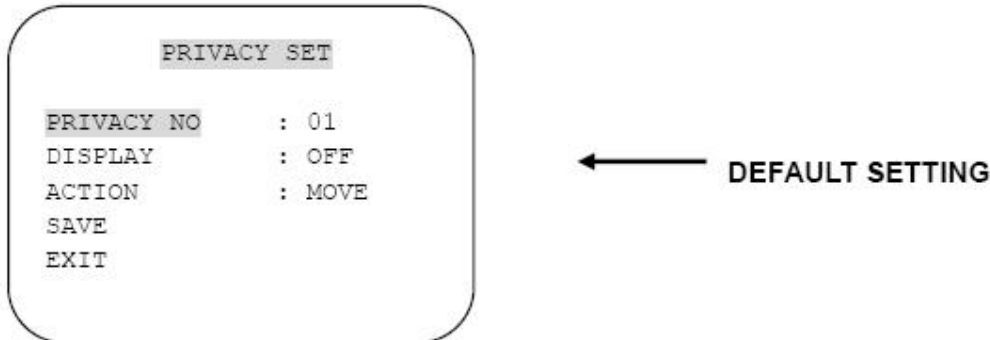 PRIVACY SET
PRIVACY NO : 01
DISPLAY : OFF
ACTION : MOVE
SAVE
EXIT
DEFAULT SETTING